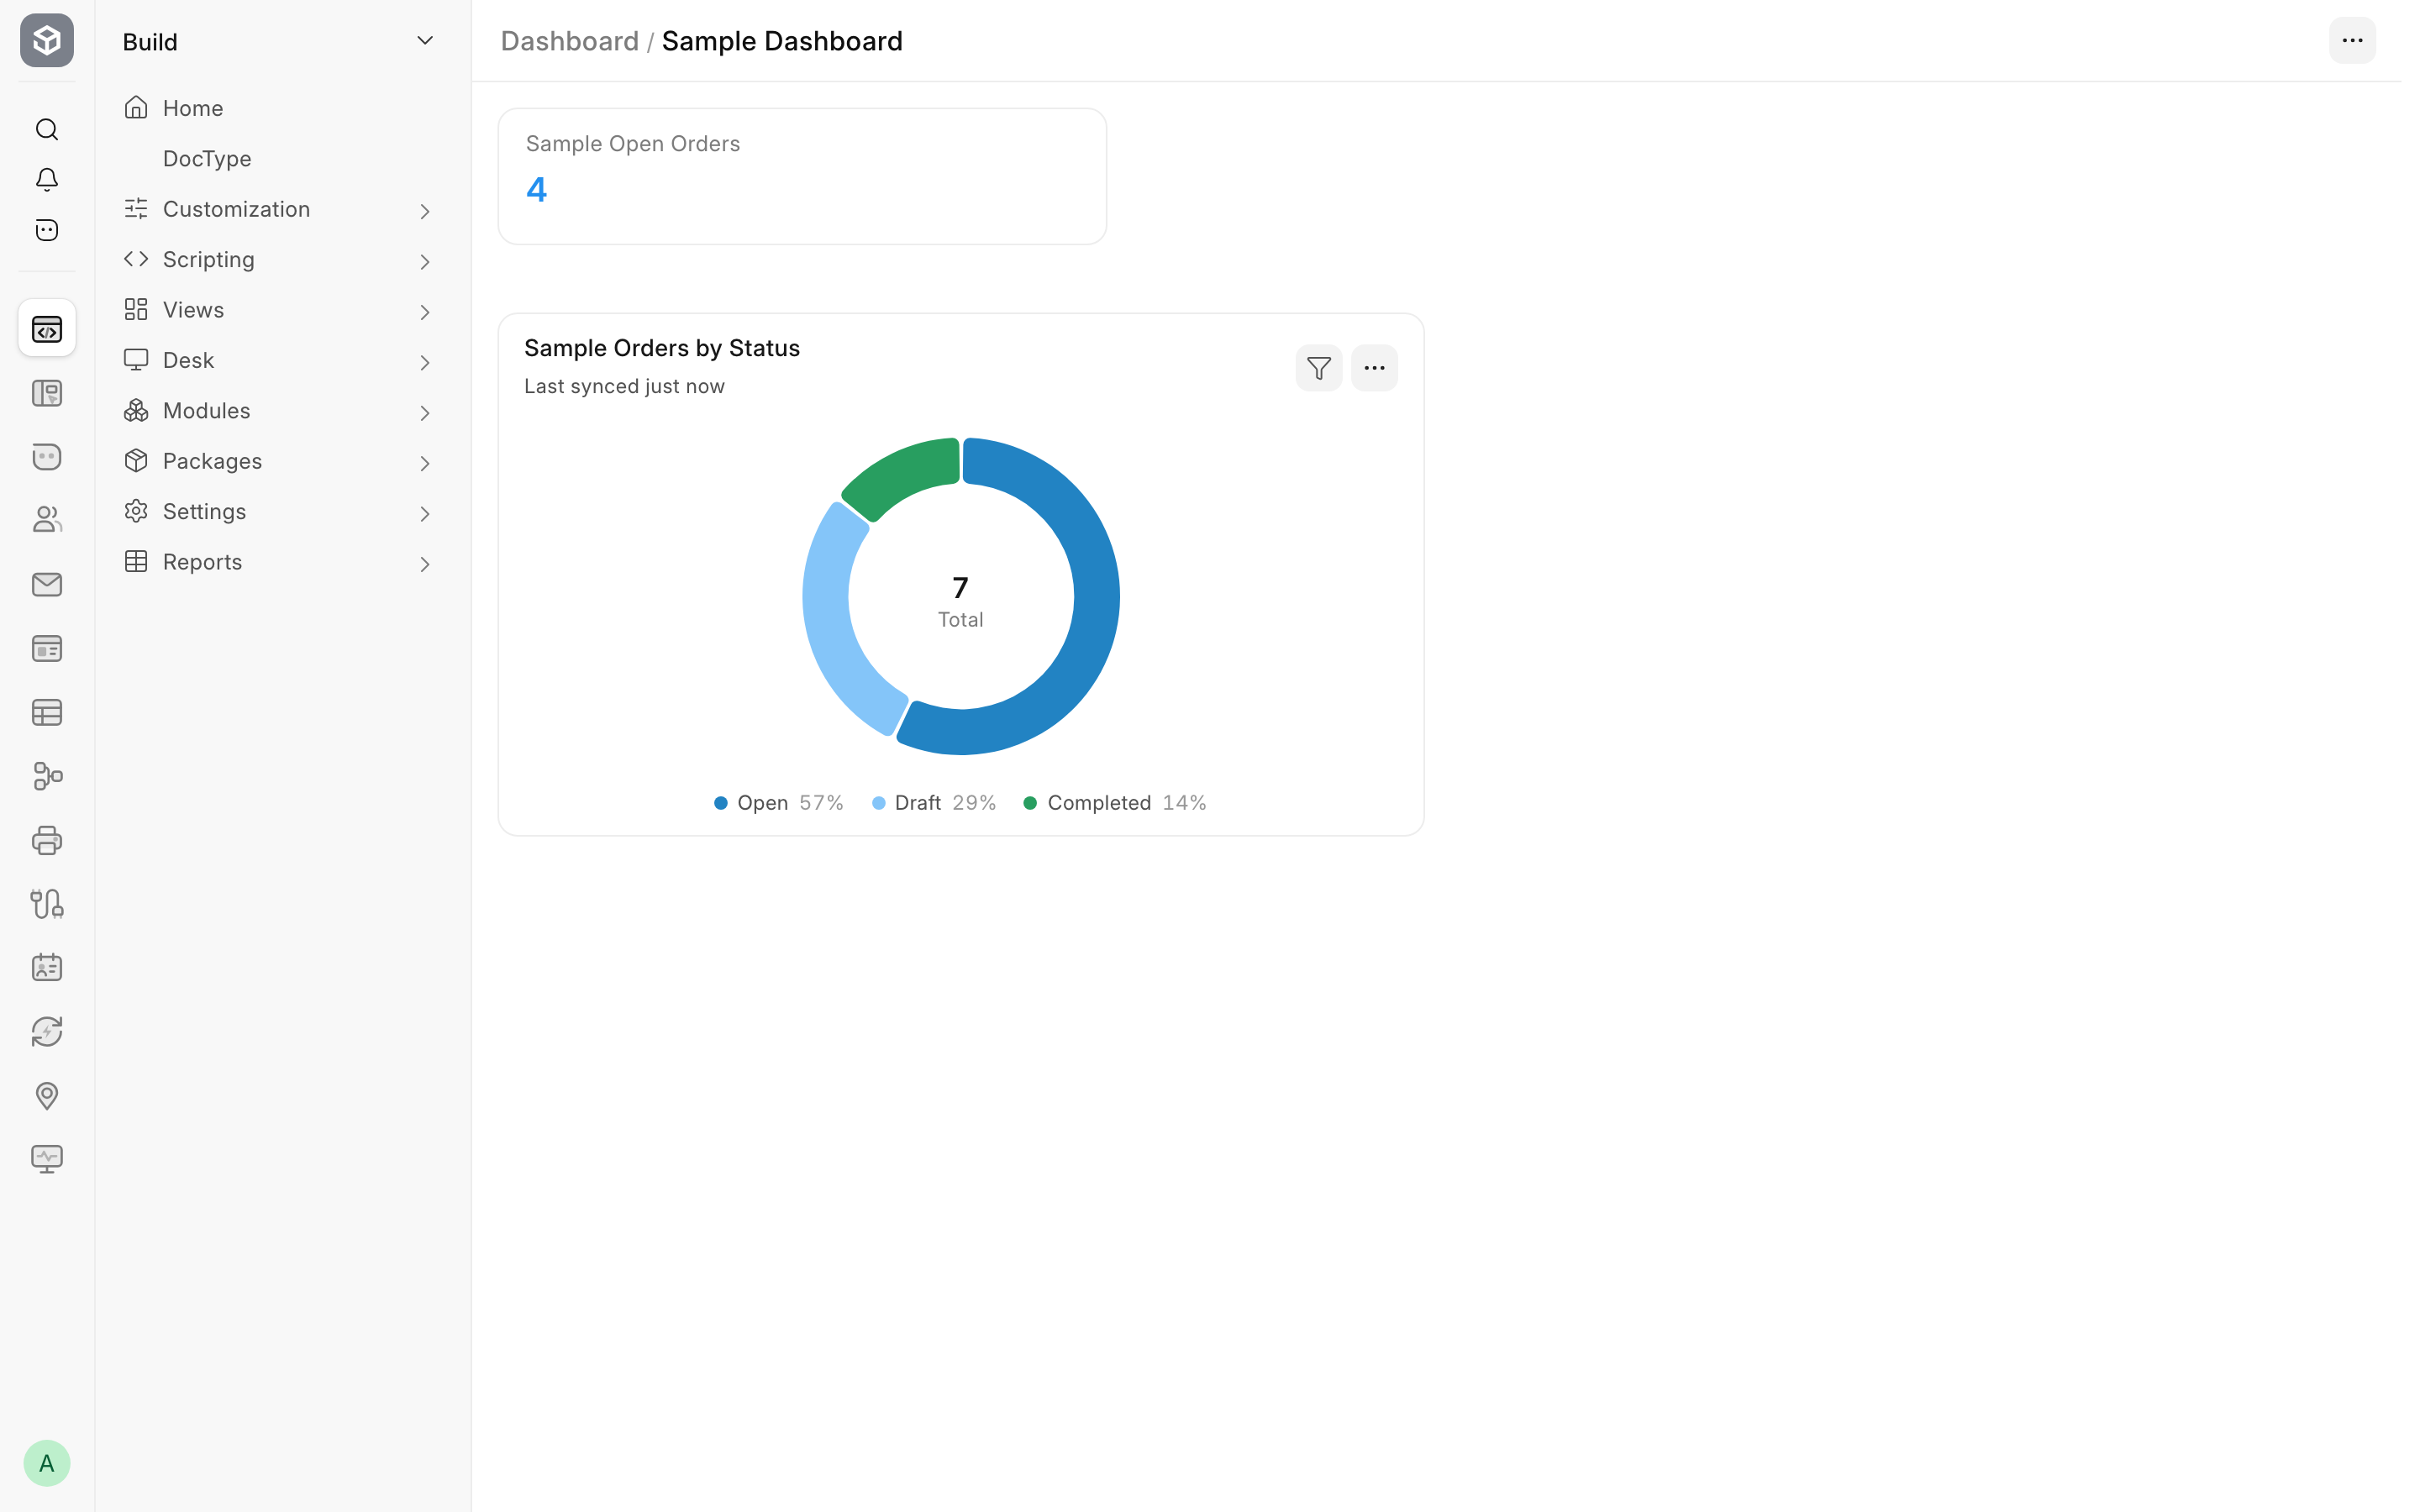 Build
Home
DocType
Customization
Scripting
Views
Desk
Modules
Packages
Settings
Reports
A
Dashboard / Sample Dashboard
Sample Open Orders
4
Sample Orders by Status
Last synced just now
7
Total
Open 57% Draft 29% Completed 14%